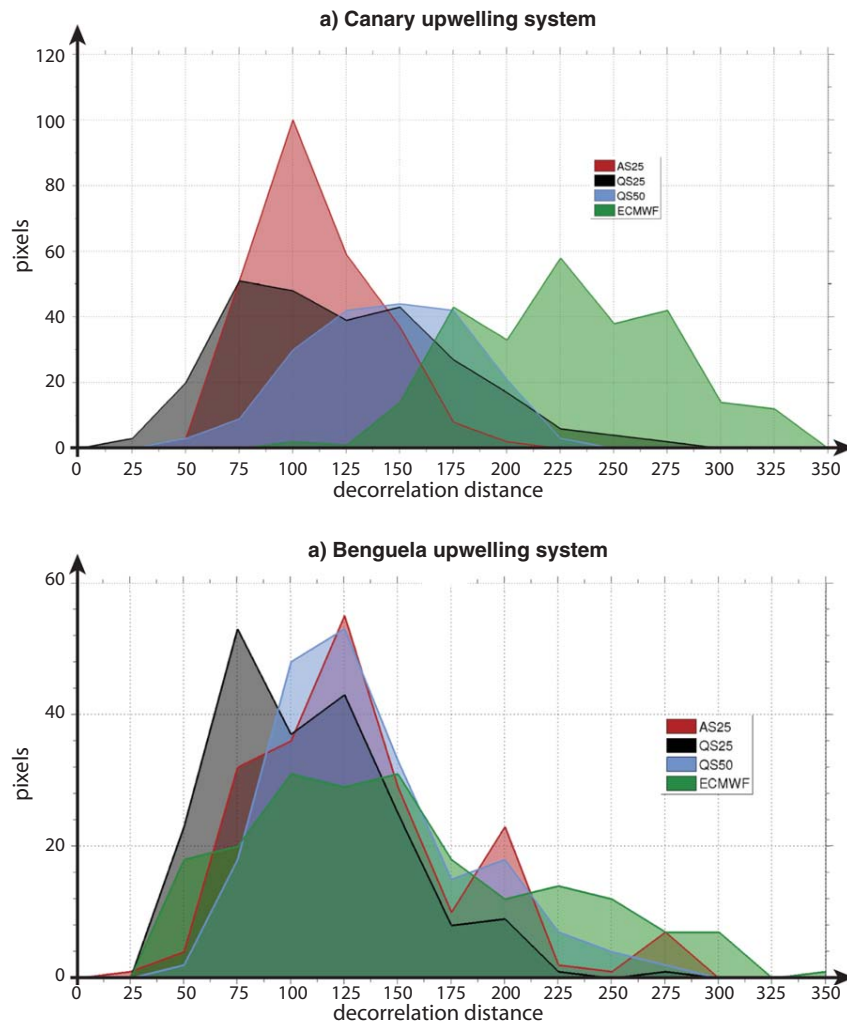 a) Canary upwelling system
120
100
80
60
40
20
0
pixels
AS25
QS25
QS50
ECMWF
0 25 50 75 100 125 150 175 200 225 250 275 300 325 350
decorrelation distance
a) Benguela upwelling system
60
40
20
0
pixels
AS25
QS25
QS50
ECMWF
0 25 50 75 100 125 150 175 200 225 250 275 300 325 350
decorrelation distance